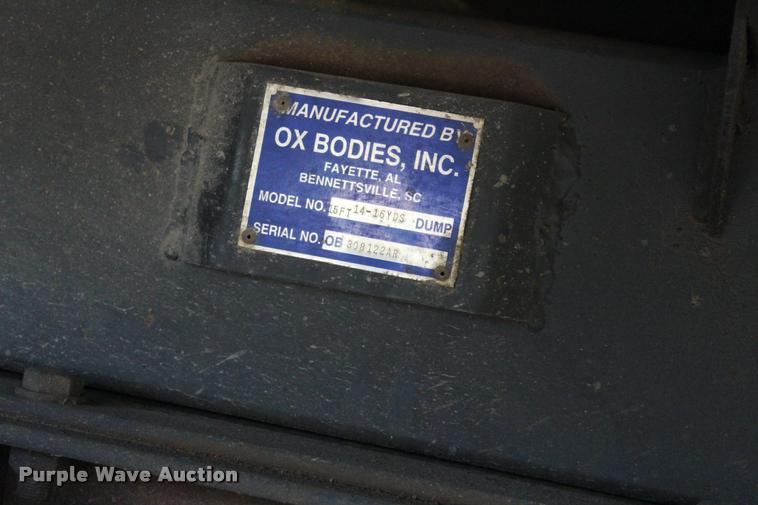 MANUFACTURED BY
OX BODIES, INC.
FAYETTE, AL
BENNETTSVILLE, SC
MODEL NO. 15FT 14-16YDS DUMP
SERIAL NO. OB 308122AR
Purple Wave Auction